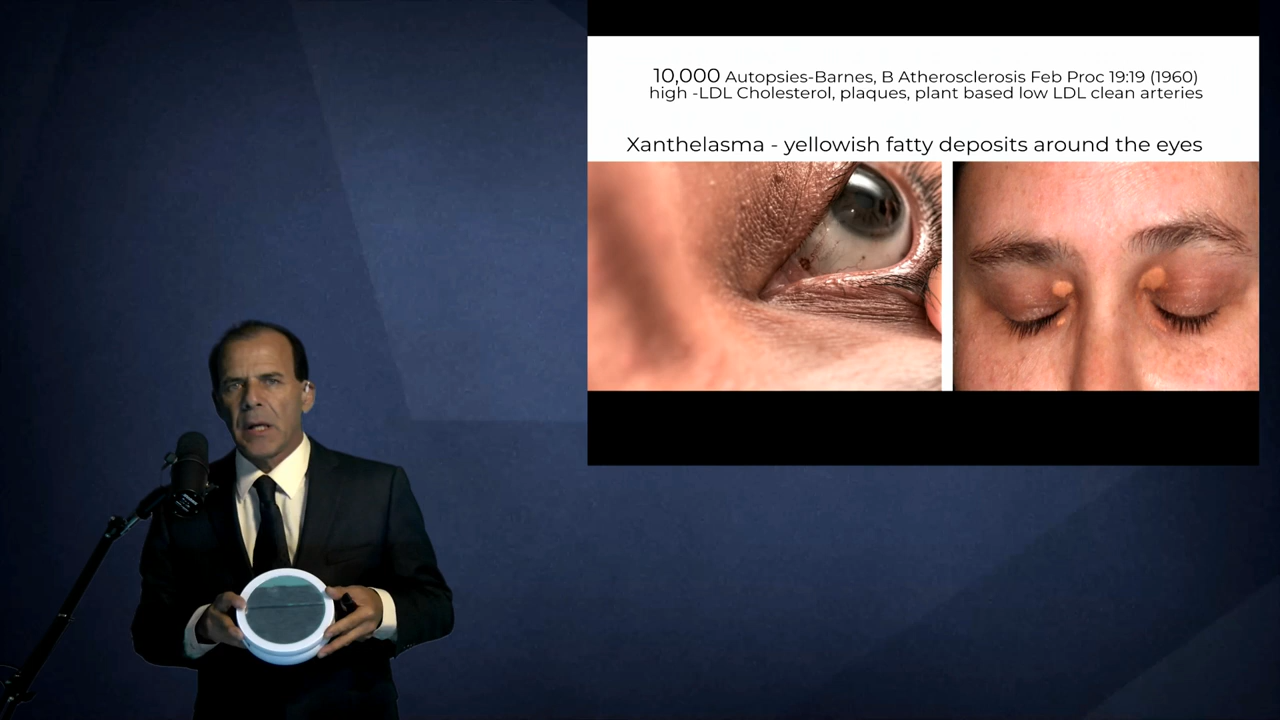 10,000 Autopsies-Barnes, B Atherosclerosis Feb Proc 19:19 (1960)
high -LDL Cholesterol, plaques, plant based low LDL clean arteries
Xanthelasma - yellowish fatty deposits around the eyes